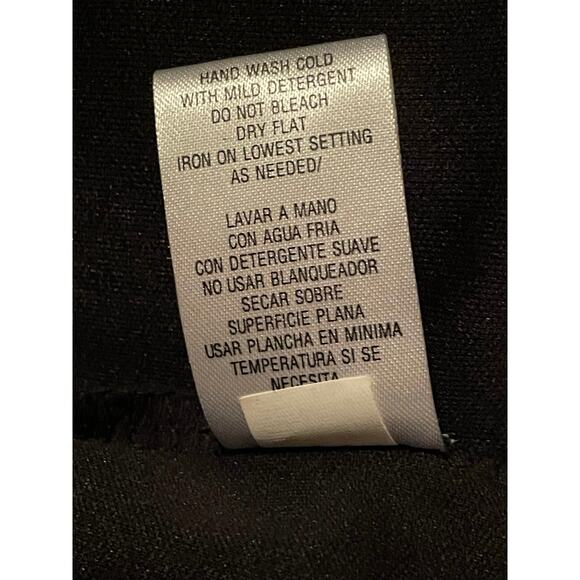 HAND WASH COLD
WITH MILD DETERGENT
DO NOT BLEACH
DRY FLAT
IRON ON LOWEST SETTING
AS NEEDED/
LAVAR A MANO
CON AGUA FRIA
CON DETERGENTE SUAVE
NO USAR BLANQUEADOR
SECAR SOBRE
SUPERFICIE PLANA
USAR PLANCHA EN MINIMA
TEMPERATURA SI SE
NECESITA